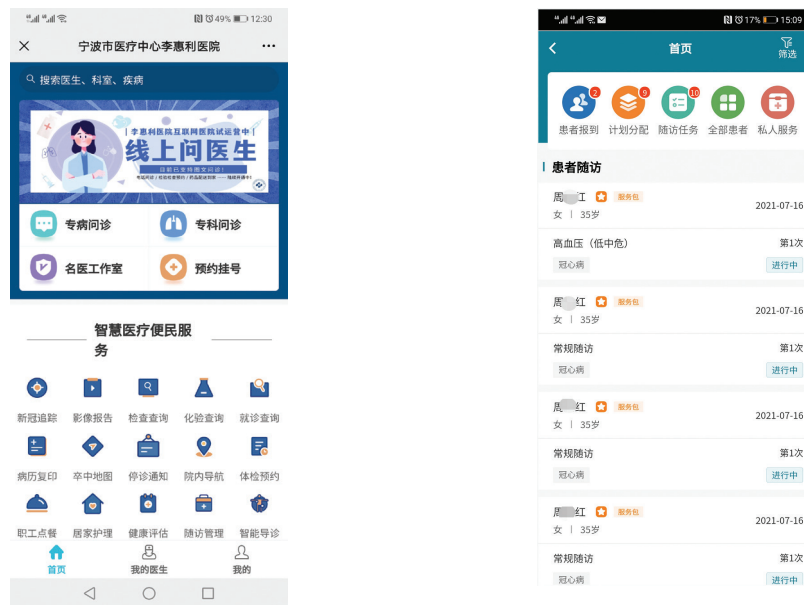 49% 12:30
宁波市医疗中心李惠利医院
搜索医生、科室、疾病
李惠利医院互联网医院试运营中
线上问医生
目前已支持图文问诊!
专病问诊
专科问诊
名医工作室
预约挂号
智慧医疗便民服
务
新冠追踪 影像报告 检查查询 化验查询 就诊查询
病历复印 卒中地图 停诊通知 院内导航 体检预约
职工点餐 居家护理 健康评估 随访管理 智能导诊
首页 我的医生 我的
17% 15:09
首页
筛选
2 9 10
患者报到 计划分配 随访任务 全部患者 私人服务
患者随访
周 江 服务包
2021-07-16
女 | 35岁
高血压(低中危) 第1次
冠心病 进行中
周 红 服务包
2021-07-16
女 | 35岁
常规随访 第1次
冠心病 进行中
周 红 服务包
2021-07-16
女 | 35岁
常规随访 第1次
冠心病 进行中
周 红 服务包
2021-07-16
女 | 35岁
常规随访 第1次
冠心病 进行中